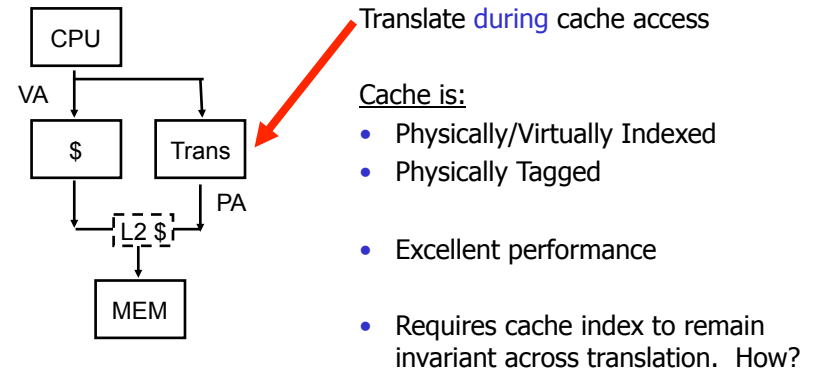 CPU
VA
$
Trans
PA
L2 $
MEM
Translate during cache access
Cache is:
• Physically/Virtually Indexed
• Physically Tagged
• Excellent performance
• Requires cache index to remain
invariant across translation.  How?